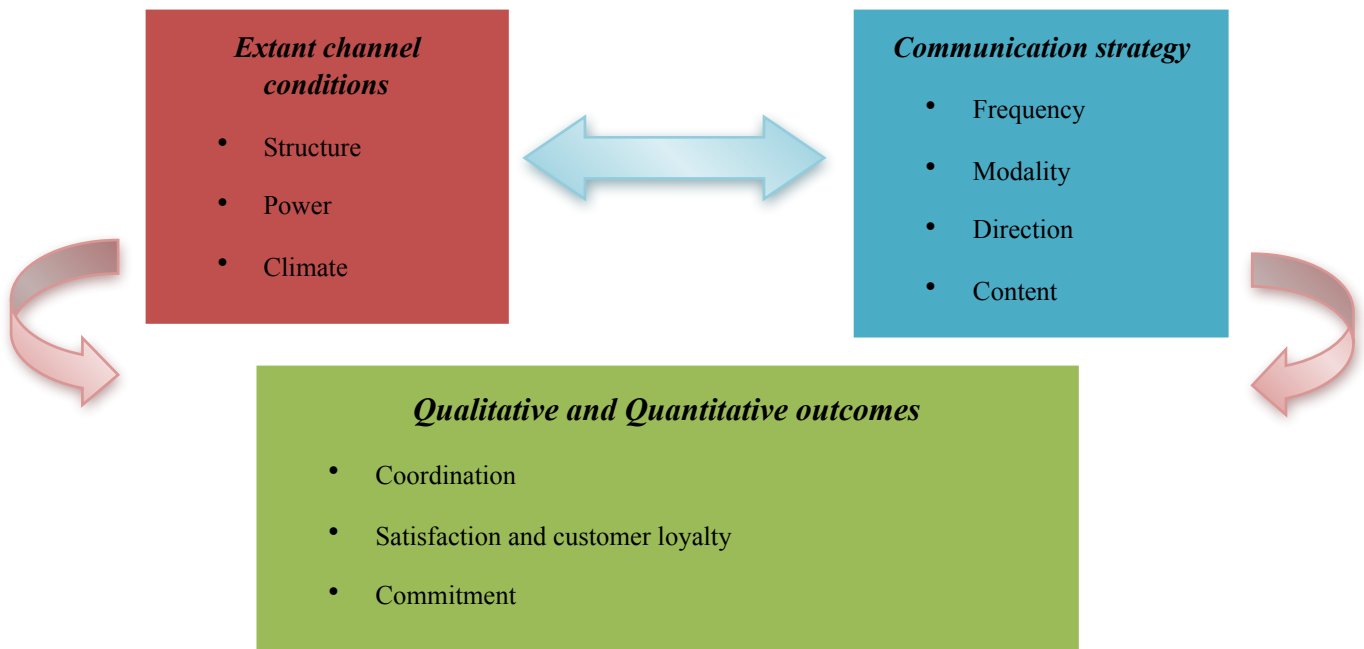 Extant channel
conditions
• Structure
• Power
• Climate
Communication strategy
• Frequency
• Modality
• Direction
• Content
Qualitative and Quantitative outcomes
• Coordination
• Satisfaction and customer loyalty
• Commitment